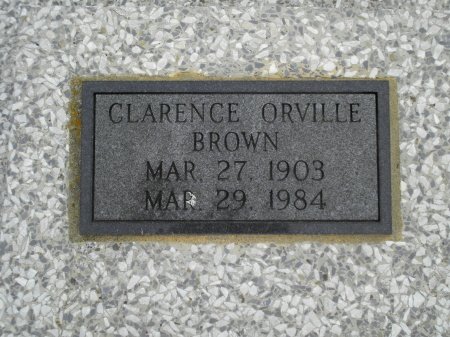 CLARENCE ORVILLE
BROWN
MAR. 27. 1903
MAR. 29. 1984